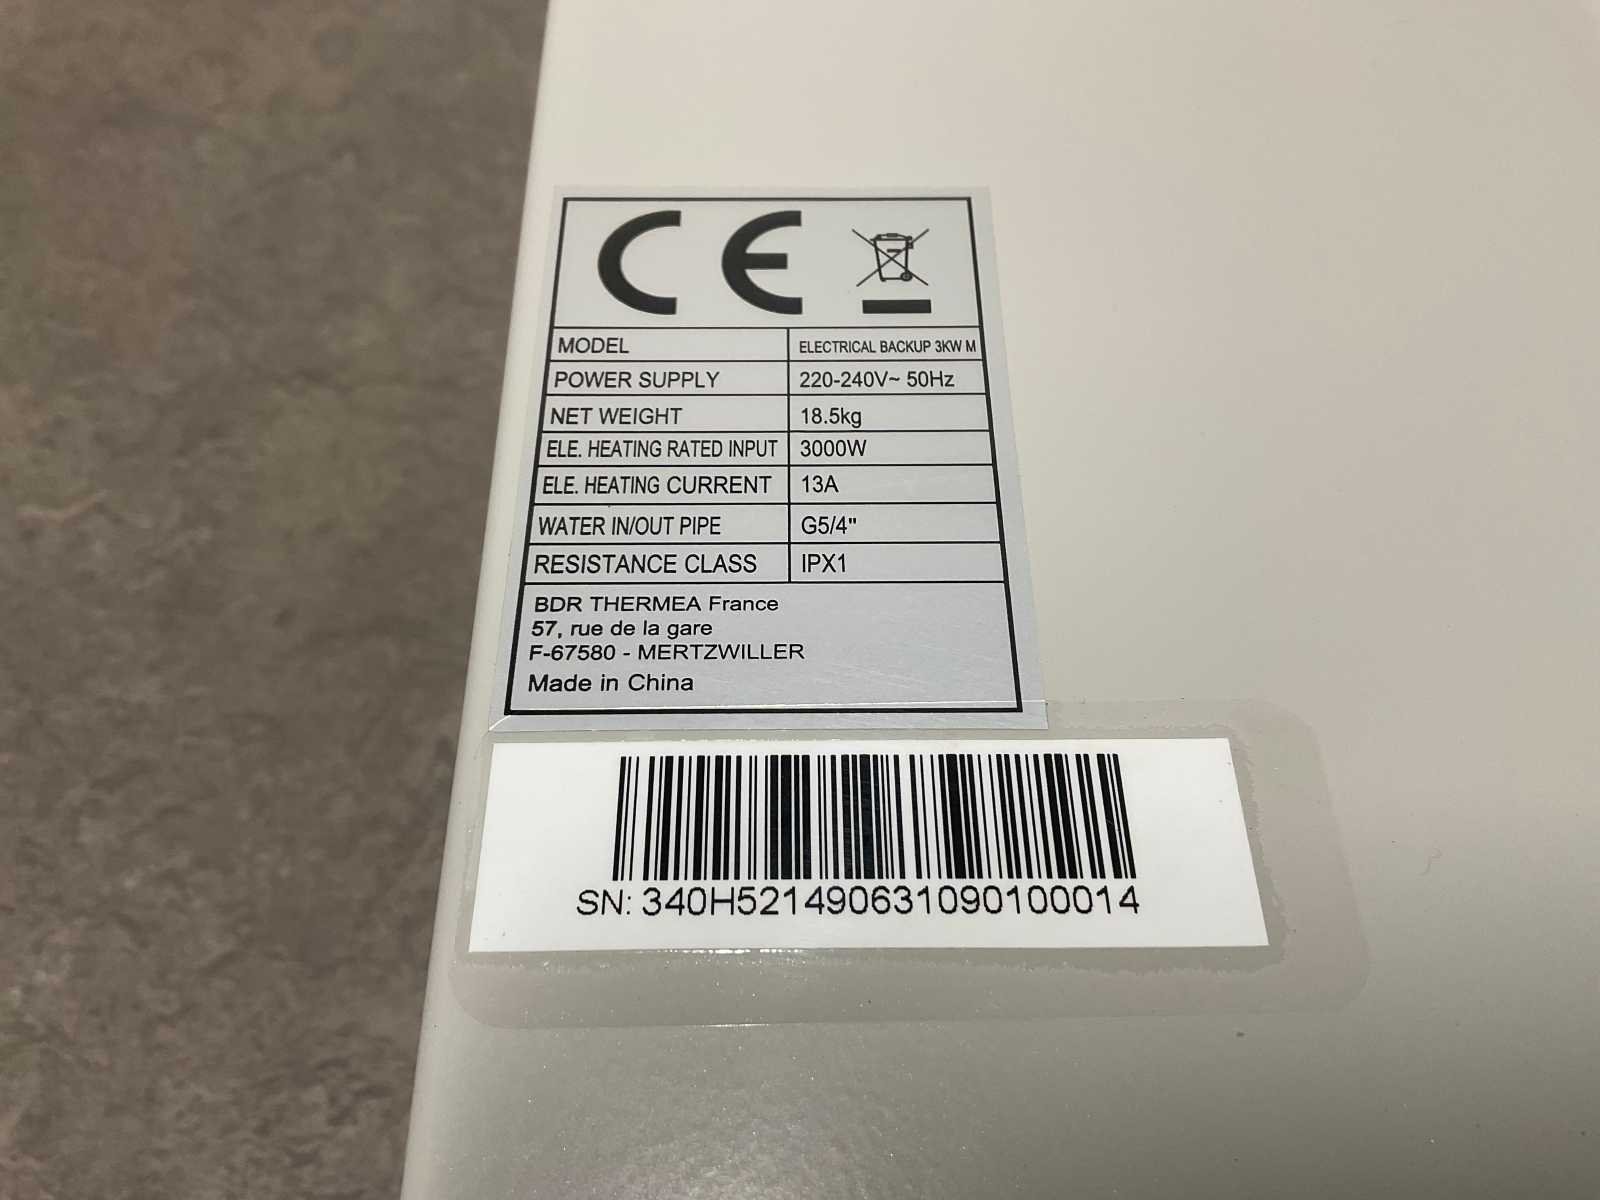 CE
MODEL ELECTRICAL BACKUP 3KW M
POWER SUPPLY 220-240V~ 50Hz
NET WEIGHT 18.5kg
ELE. HEATING RATED INPUT 3000W
ELE. HEATING CURRENT 13A
WATER IN/OUT PIPE G5/4"
RESISTANCE CLASS IPX1
BDR THERMEA France
57, rue de la gare
F-67580 - MERTZWILLER
Made in China
SN: 340H521490631090100014